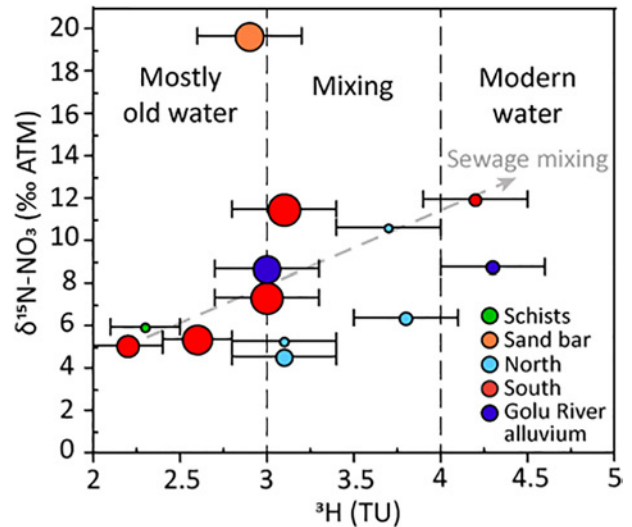 20
18
16
14
12
10
8
6
4
2
0
δ¹⁵N-NO₃ (‰ ATM)
Mostly
old water
Mixing
Modern
water
Sewage mixing
Schists
Sand bar
North
South
Golu River
alluvium
2 2.5 3 3.5 4 4.5 5
³H (TU)